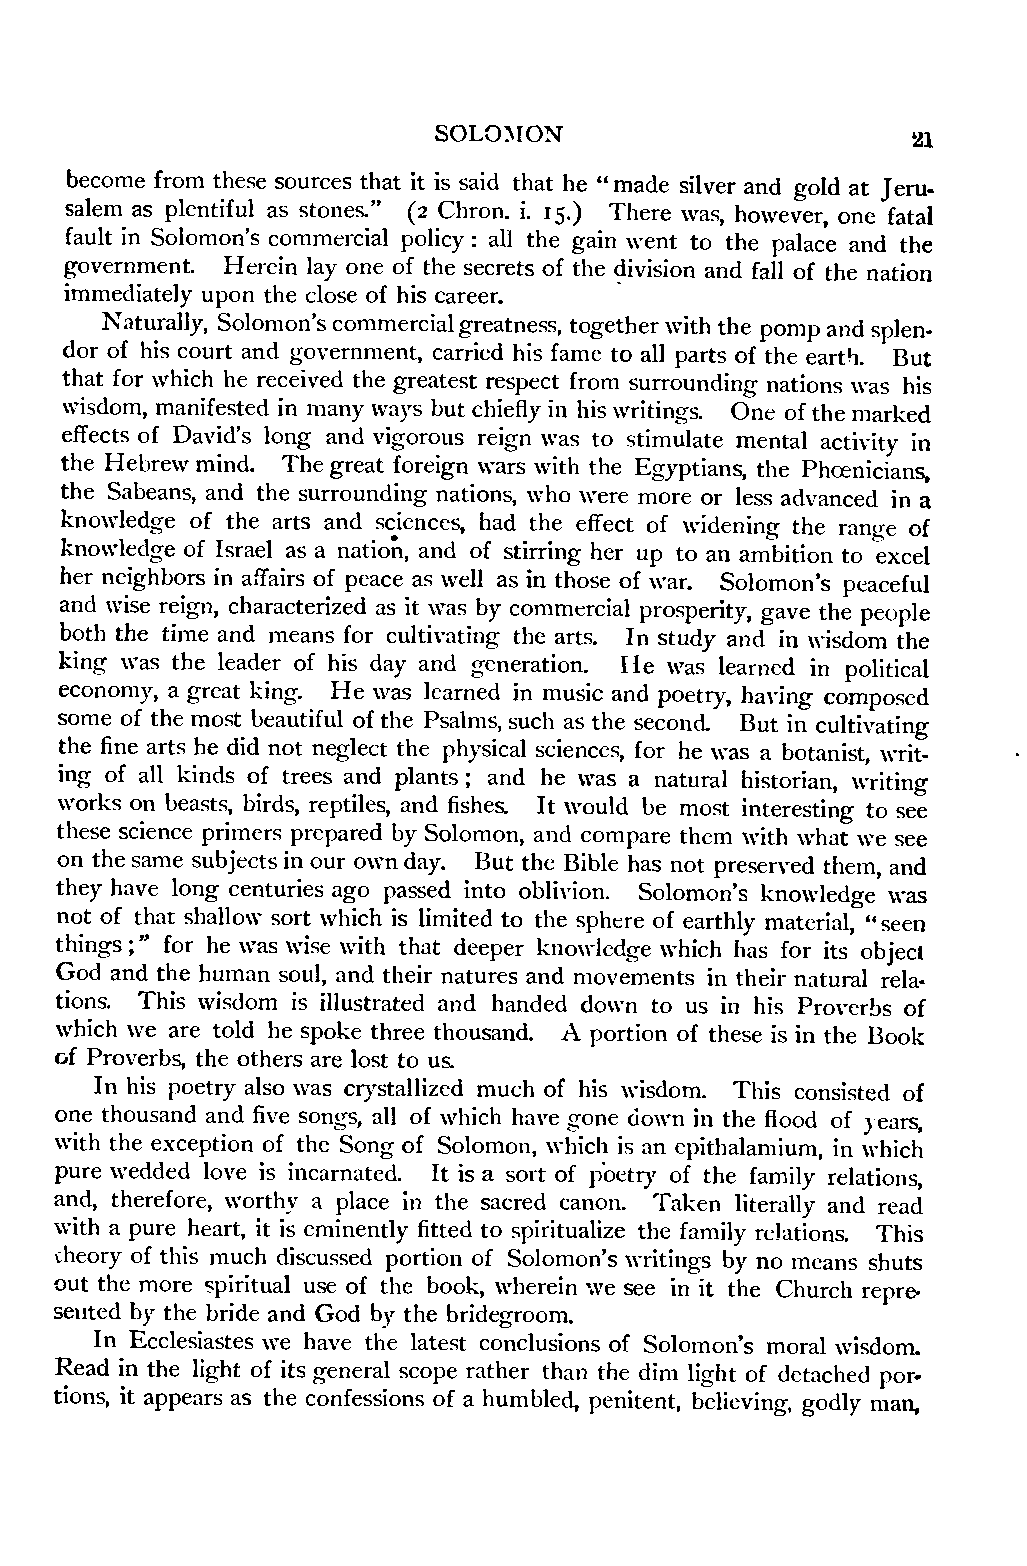 SOLOMON 21
become from these sources that it is said that he “made silver and gold at Jeru-
salem as plentiful as stones.” (2 Chron. i. 15.) There was, however, one fatal
fault in Solomon's commercial policy : all the gain went to the palace and the
government. Herein lay one of the secrets of the division and fall of the nation
immediately upon the close of his career.
Naturally, Solomon's commercial greatness, together with the pomp and splen-
dor of his court and government, carried his fame to all parts of the earth. But
that for which he received the greatest respect from surrounding nations was his
wisdom, manifested in many ways but chiefly in his writings. One of the marked
effects of David's long and vigorous reign was to stimulate mental activity in
the Hebrew mind. The great foreign wars with the Egyptians, the Phœnicians,
the Sabeans, and the surrounding nations, who were more or less advanced in a
knowledge of the arts and sciences, had the effect of widening the range of
knowledge of Israel as a nation, and of stirring her up to an ambition to excel
her neighbors in affairs of peace as well as in those of war. Solomon's peaceful
and wise reign, characterized as it was by commercial prosperity, gave the people
both the time and means for cultivating the arts. In study and in wisdom the
king was the leader of his day and generation. He was learned in political
economy, a great king. He was learned in music and poetry, having composed
some of the most beautiful of the Psalms, such as the second. But in cultivating
the fine arts he did not neglect the physical sciences, for he was a botanist, writ-
ing of all kinds of trees and plants ; and he was a natural historian, writing
works on beasts, birds, reptiles, and fishes. It would be most interesting to see
these science primers prepared by Solomon, and compare them with what we see
on the same subjects in our own day. But the Bible has not preserved them, and
they have long centuries ago passed into oblivion. Solomon's knowledge was
not of that shallow sort which is limited to the sphere of earthly material, “seen
things ;” for he was wise with that deeper knowledge which has for its object
God and the human soul, and their natures and movements in their natural rela-
tions. This wisdom is illustrated and handed down to us in his Proverbs of
which we are told he spoke three thousand. A portion of these is in the Book
of Proverbs, the others are lost to us.
In his poetry also was crystallized much of his wisdom. This consisted of
one thousand and five songs, all of which have gone down in the flood of years,
with the exception of the Song of Solomon, which is an epithalamium, in which
pure wedded love is incarnated. It is a sort of poetry of the family relations,
and, therefore, worthy a place in the sacred canon. Taken literally and read
with a pure heart, it is eminently fitted to spiritualize the family relations. This
theory of this much discussed portion of Solomon's writings by no means shuts
out the more spiritual use of the book, wherein we see in it the Church repre-
sented by the bride and God by the bridegroom.
In Ecclesiastes we have the latest conclusions of Solomon's moral wisdom.
Read in the light of its general scope rather than the dim light of detached por-
tions, it appears as the confessions of a humbled, penitent, believing, godly man,